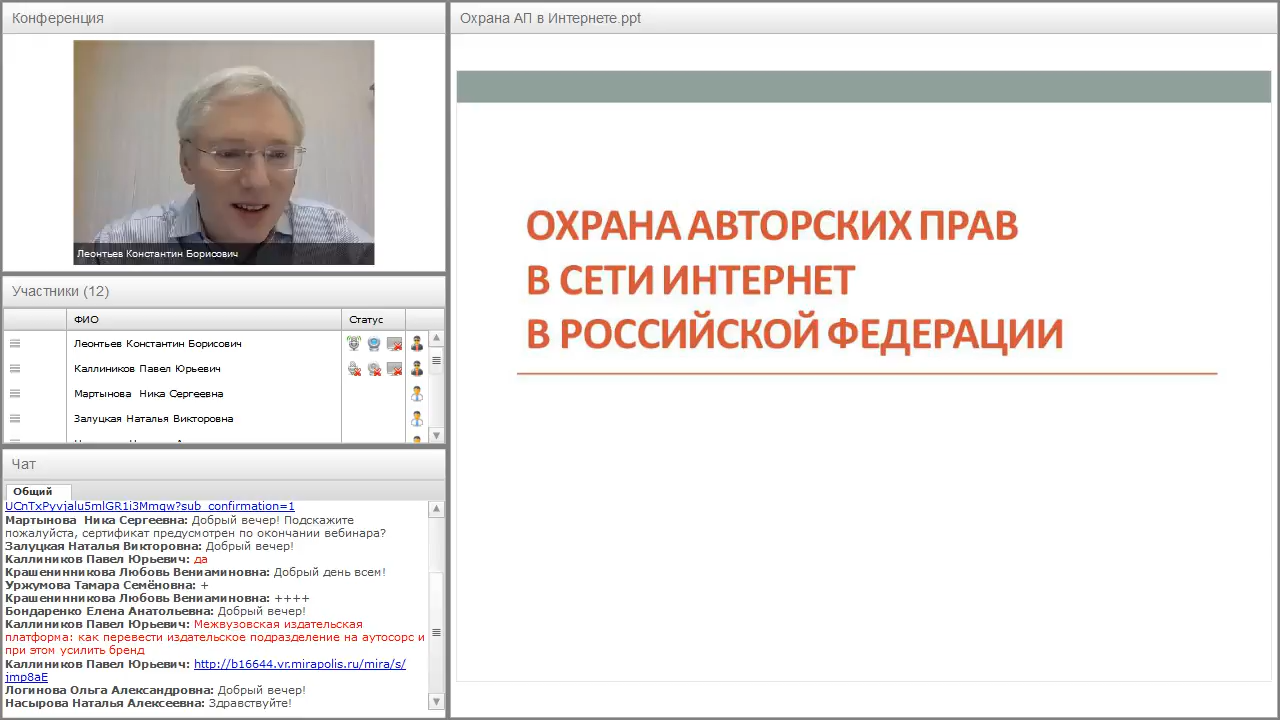 Конференция
Леонтьев Константин Борисович
Участники (12)
ФИО
Статус
Леонтьев Константин Борисович
Каллиников Павел Юрьевич
Мартынова Ника Сергеевна
Залуцкая Наталья Викторовна
Чат
Общий
UCnTxPyvjalu5mlGR1i3Mmqw?sub_confirmation=1
Мартынова Ника Сергеевна: Добрый вечер! Подскажите
пожалуйста, сертификат предусмотрен по окончании вебинара?
Залуцкая Наталья Викторовна: Добрый вечер!
Каллиников Павел Юрьевич: да
Крашенинникова Любовь Вениаминовна: Добрый день всем!
Уржумова Тамара Семёновна: +
Крашенинникова Любовь Вениаминовна: ++++
Бондаренко Елена Анатольевна: Добрый вечер!
Каллиников Павел Юрьевич: Межвузовская издательская
платформа: как перевести издательское подразделение на аутосорс и
при этом усилить бренд
Каллиников Павел Юрьевич: http://b16644.vr.mirapolis.ru/mira/s/
jmp8aE
Логинова Ольга Александровна: Добрый вечер!
Насырова Наталья Алексеевна: Здравствуйте!
Охрана АП в Интернете.ppt
ОХРАНА АВТОРСКИХ ПРАВ
В СЕТИ ИНТЕРНЕТ
В РОССИЙСКОЙ ФЕДЕРАЦИИ